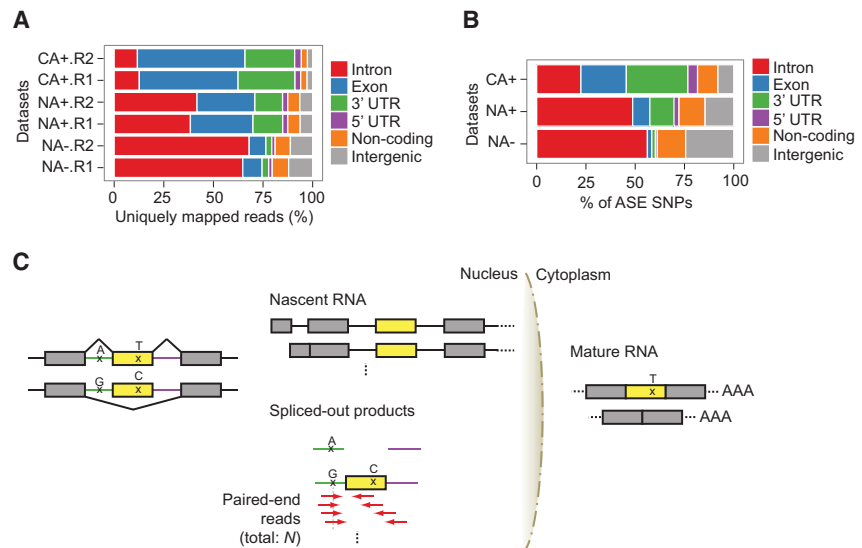 A
CA+.R2
CA+.R1
NA+.R2
NA+.R1
NA-.R2
NA-.R1
Datasets
0 25 50 75 100
Uniquely mapped reads (%)
Intron
Exon
3' UTR
5' UTR
Non-coding
Intergenic
B
CA+
NA+
NA-
Datasets
0 25 50 75 100
% of ASE SNPs
Intron
Exon
3' UTR
5' UTR
Non-coding
Intergenic
C
Nucleus
Cytoplasm
A
x
T
x
G
x
C
x
Nascent RNA
Spliced-out products
A
x
G
x
C
x
Paired-end
reads
(total: N)
Mature RNA
T
x
AAA
AAA